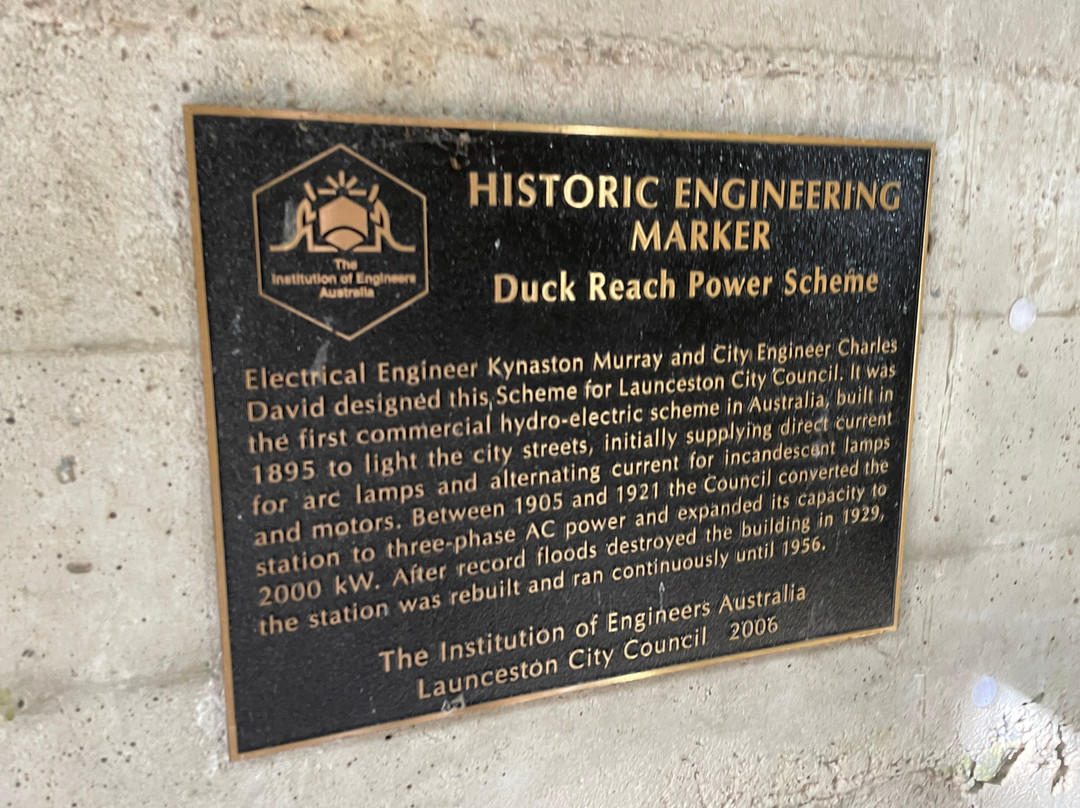 The
Institution of Engineers
Australia
HISTORIC ENGINEERING
MARKER
Duck Reach Power Scheme
Electrical Engineer Kynaston Murray and City Engineer Charles
David designed this Scheme for Launceston City Council. It was
the first commercial hydro-electric scheme in Australia, built in
1895 to light the city streets, initially supplying direct current
for arc lamps and alternating current for incandescent lamps
and motors. Between 1905 and 1921 the Council converted the
station to three-phase AC power and expanded its capacity to
2000 kW. After record floods destroyed the building in 1929,
the station was rebuilt and ran continuously until 1956.
The Institution of Engineers Australia
Launceston City Council 2006